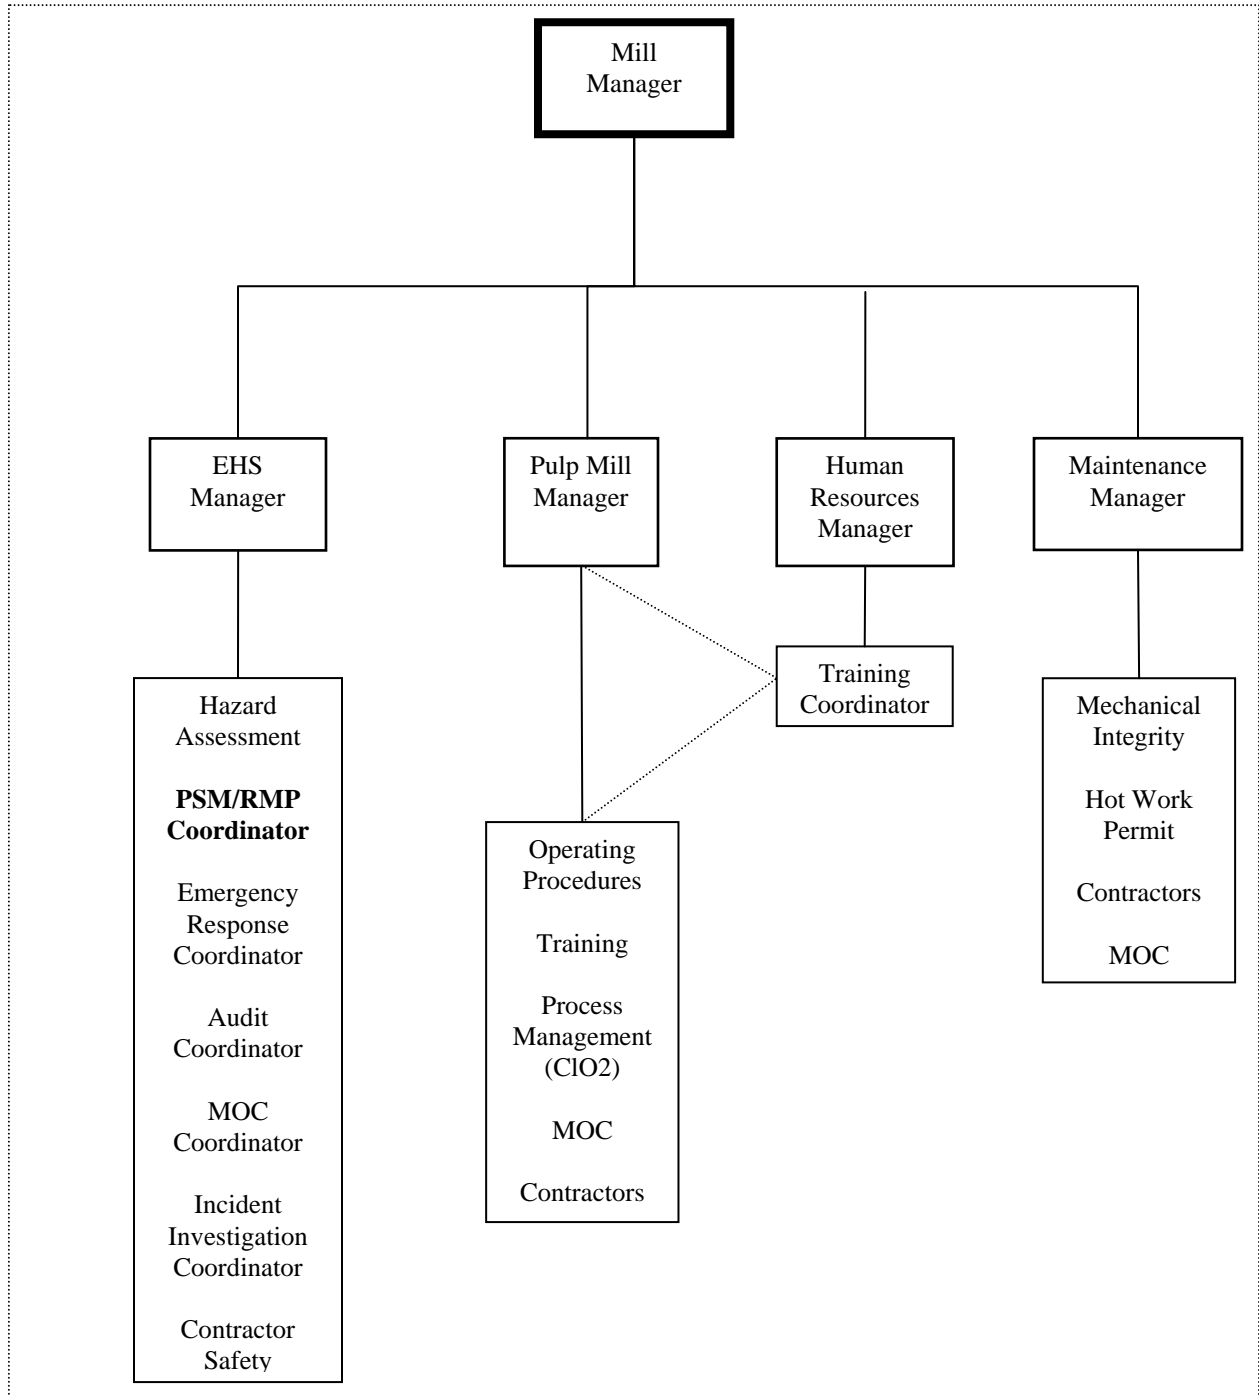 Mill
Manager
EHS
Manager
Pulp Mill
Manager
Human
Resources
Manager
Maintenance
Manager
Training
Coordinator
Hazard
Assessment
PSM/RMP
Coordinator
Emergency
Response
Coordinator
Audit
Coordinator
MOC
Coordinator
Incident
Investigation
Coordinator
Contractor
Safety
Operating
Procedures
Training
Process
Management
(ClO2)
MOC
Contractors
Mechanical
Integrity
Hot Work
Permit
Contractors
MOC